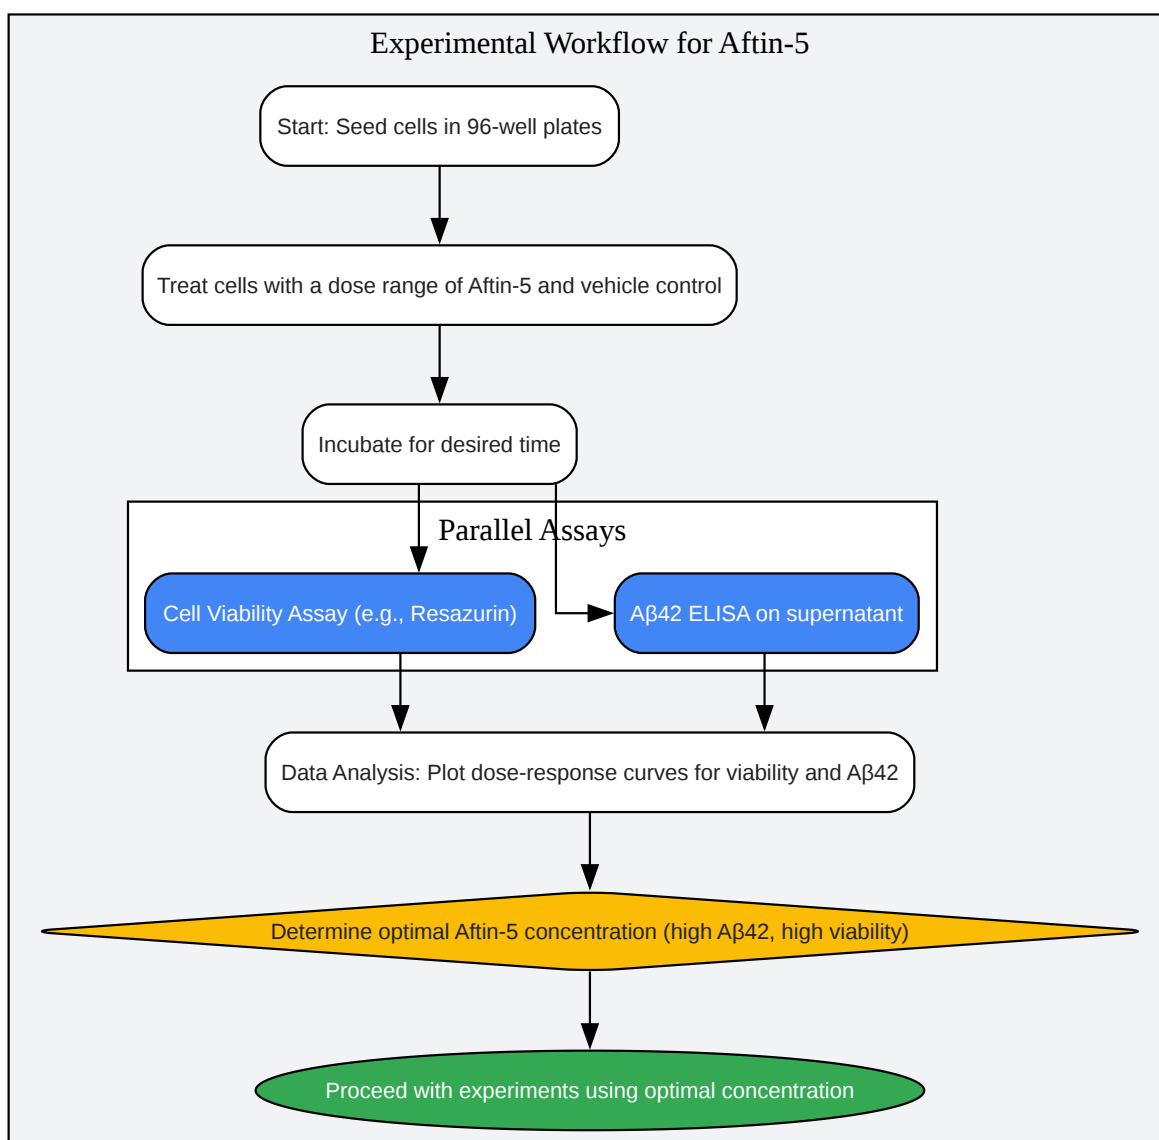 Experimental Workflow for Aftin-5
Start: Seed cells in 96-well plates
Treat cells with a dose range of Aftin-5 and vehicle control
Incubate for desired time
Parallel Assays
Cell Viability Assay (e.g., Resazurin)
Aβ42 ELISA on supernatant
Data Analysis: Plot dose-response curves for viability and Aβ42
Determine optimal Aftin-5 concentration (high Aβ42, high viability)
Proceed with experiments using optimal concentration